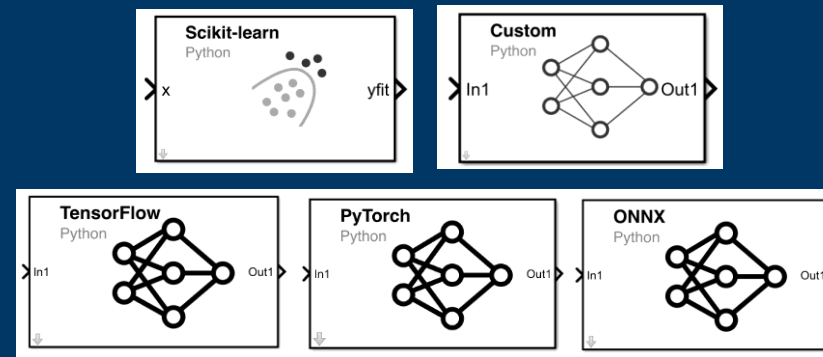 Scikit-learn
Python
x
yfit
Custom
Python
In1
Out1
TensorFlow
Python
In1
Out1
PyTorch
Python
In1
Out1
ONNX
Python
In1
Out1